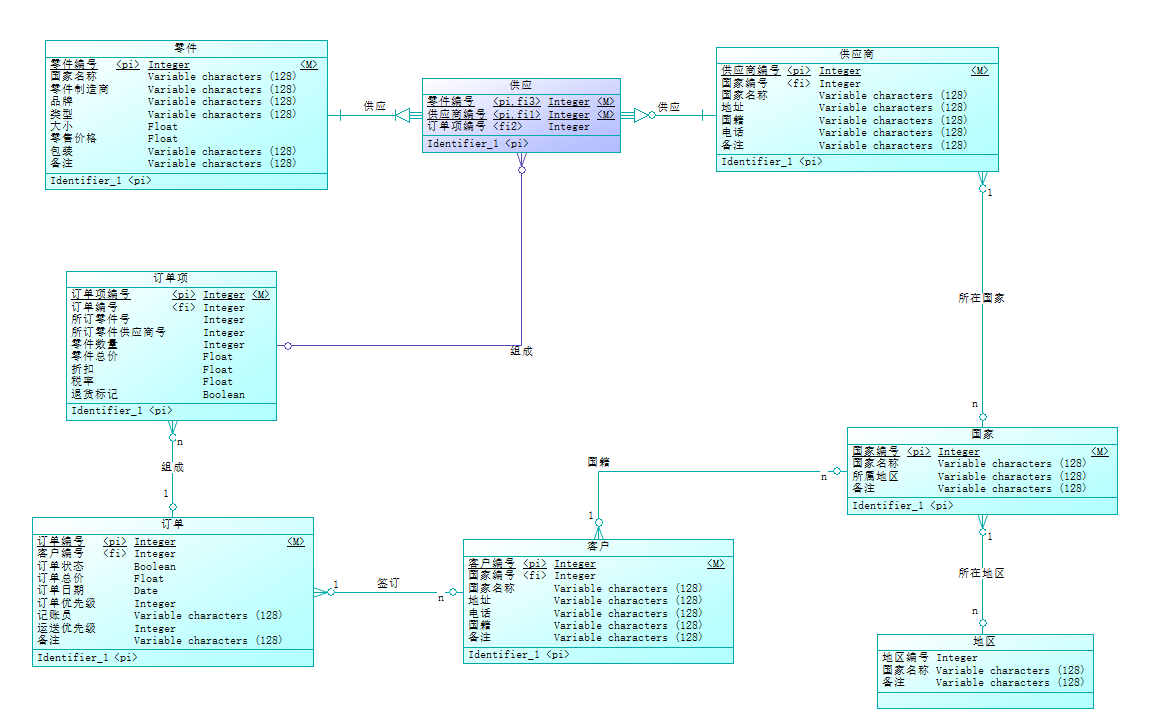 零件
零件编号 <pi> Integer <M>
国家名称 Variable characters (128)
零件制造商 Variable characters (128)
品牌 Variable characters (128)
类型 Variable characters (128)
大小 Float
零售价格 Float
包装 Variable characters (128)
备注 Variable characters (128)
Identifier_1 <pi>
供应
供应
零件编号 <pi,fi3> Integer <M>
供应商编号 <pi,fi1> Integer <M>
订单项编号 <fi2> Integer
Identifier_1 <pi>
供应
供应商
供应商编号 <pi> Integer <M>
国家编号 <fi> Integer
国家名称 Variable characters (128)
地址 Variable characters (128)
国籍 Variable characters (128)
电话 Variable characters (128)
备注 Variable characters (128)
Identifier_1 <pi>
1
所在国家
n
订单项
订单项编号 <pi> Integer <M>
订单编号 <fi> Integer
所订零件号 Integer
所订零件供应商号 Integer
零件数量 Integer
零件总价 Float
折扣 Float
税率 Float
退货标记 Boolean
Identifier_1 <pi>
组成
n
组成
1
国家
国家编号 <pi> Integer <M>
国家名称 Variable characters (128)
所属地区 Variable characters (128)
备注 Variable characters (128)
Identifier_1 <pi>
国籍
n
1
订单
订单编号 <pi> Integer <M>
客户编号 <fi> Integer
订单状态 Boolean
订单总价 Float
订单日期 Date
订单优先级 Integer
记账员 Variable characters (128)
运送优先级 Integer
备注 Variable characters (128)
Identifier_1 <pi>
1
签订
n
客户
客户编号 <pi> Integer <M>
国家编号 <fi> Integer
国家名称 Variable characters (128)
地址 Variable characters (128)
电话 Variable characters (128)
国籍 Variable characters (128)
备注 Variable characters (128)
Identifier_1 <pi>
1
所在地区
n
地区
地区编号 Integer
国家名称 Variable characters (128)
备注 Variable characters (128)